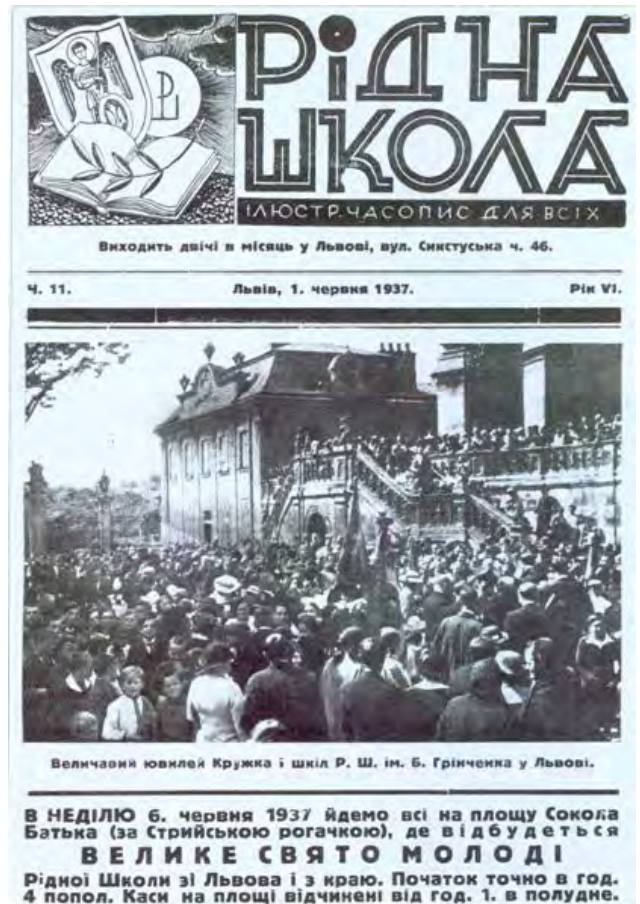 РІДНА
ШКОЛА
ІЛЮСТР. ЧАСОПИС ДЛЯ ВСІХ
Виходить двічі в місяць у Львові, вул. Сикстуська ч. 46.
Ч. 11. Львів, 1. червня 1937. Рік VI.
Величавий ювилей Кружка і шкіл Р. Ш. ім. Б. Грінченка у Львові.
В НЕДІЛЮ 6. червня 1937 йдемо всі на площу Сокола
Батька (за Стрийською рогачкою), де відбудеться
ВЕЛИКЕ СВЯТО МОЛОДІ
Рідної Школи зі Львова і з краю. Початок точно в год.
4 попол. Каси на площі відчинені від год. 1. в полудне.